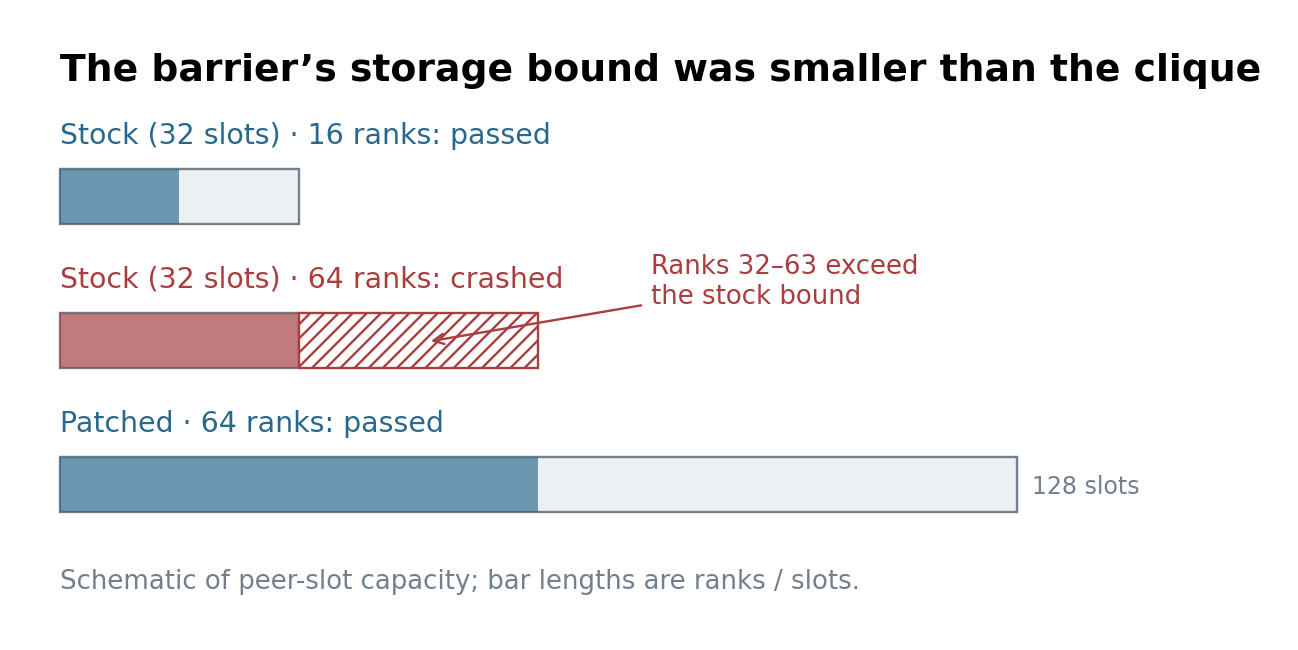 The barrier’s storage bound was smaller than the clique
Stock (32 slots) · 16 ranks: passed
Stock (32 slots) · 64 ranks: crashed
Ranks 32–63 exceed
the stock bound
Patched · 64 ranks: passed
128 slots
Schematic of peer-slot capacity; bar lengths are ranks / slots.